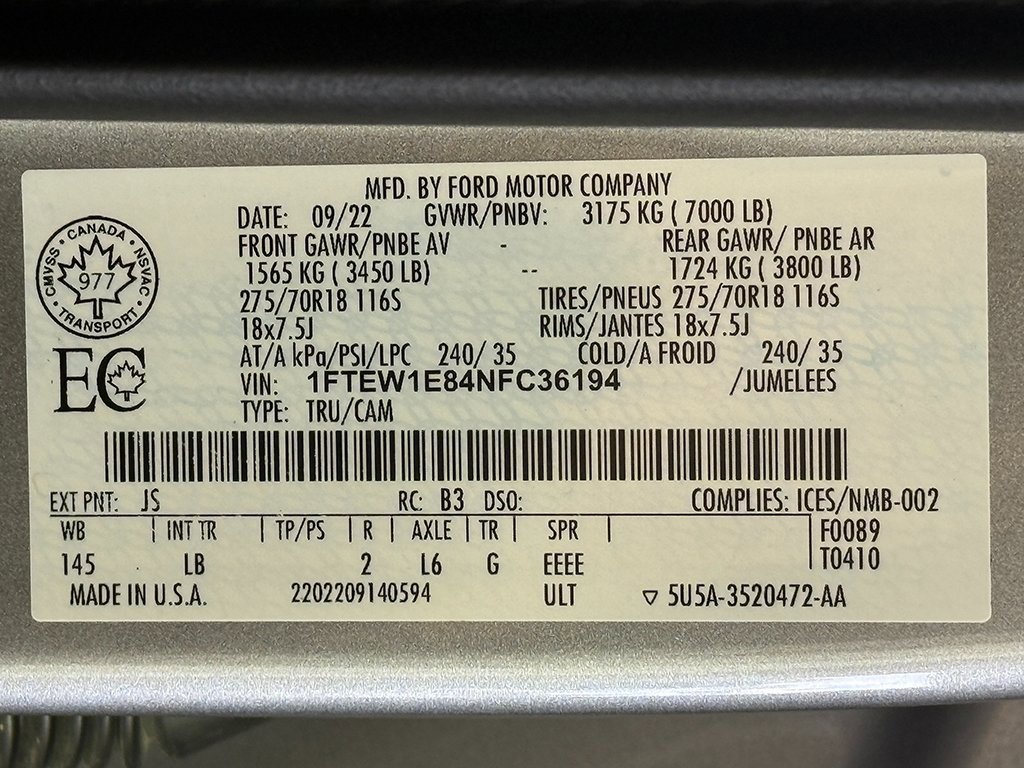 MFD. BY FORD MOTOR COMPANY
DATE: 09/22 GVWR/PNBV: 3175 KG ( 7000 LB)
FRONT GAWR/PNBE AV - REAR GAWR/ PNBE AR
1565 KG ( 3450 LB) -- 1724 KG ( 3800 LB)
275/70R18 116S TIRES/PNEUS 275/70R18 116S
18x7.5J RIMS/JANTES 18x7.5J
AT/A kPa/PSI/LPC 240/ 35 COLD/A FROID 240/ 35
VIN: 1FTEW1E84NFC36194 /JUMELEES
TYPE: TRU/CAM
CANADA
CMVSS NSVAC
977
TRANSPORT
EC
EXT PNT: JS RC: B3 DSO: COMPLIES: ICES/NMB-002
WB | INT TR | TP/PS | R | AXLE | TR | SPR | F0089
145 LB 2 L6 G EEEE T0410
MADE IN U.S.A. 2202209140594 ULT ▽ 5U5A-3520472-AA